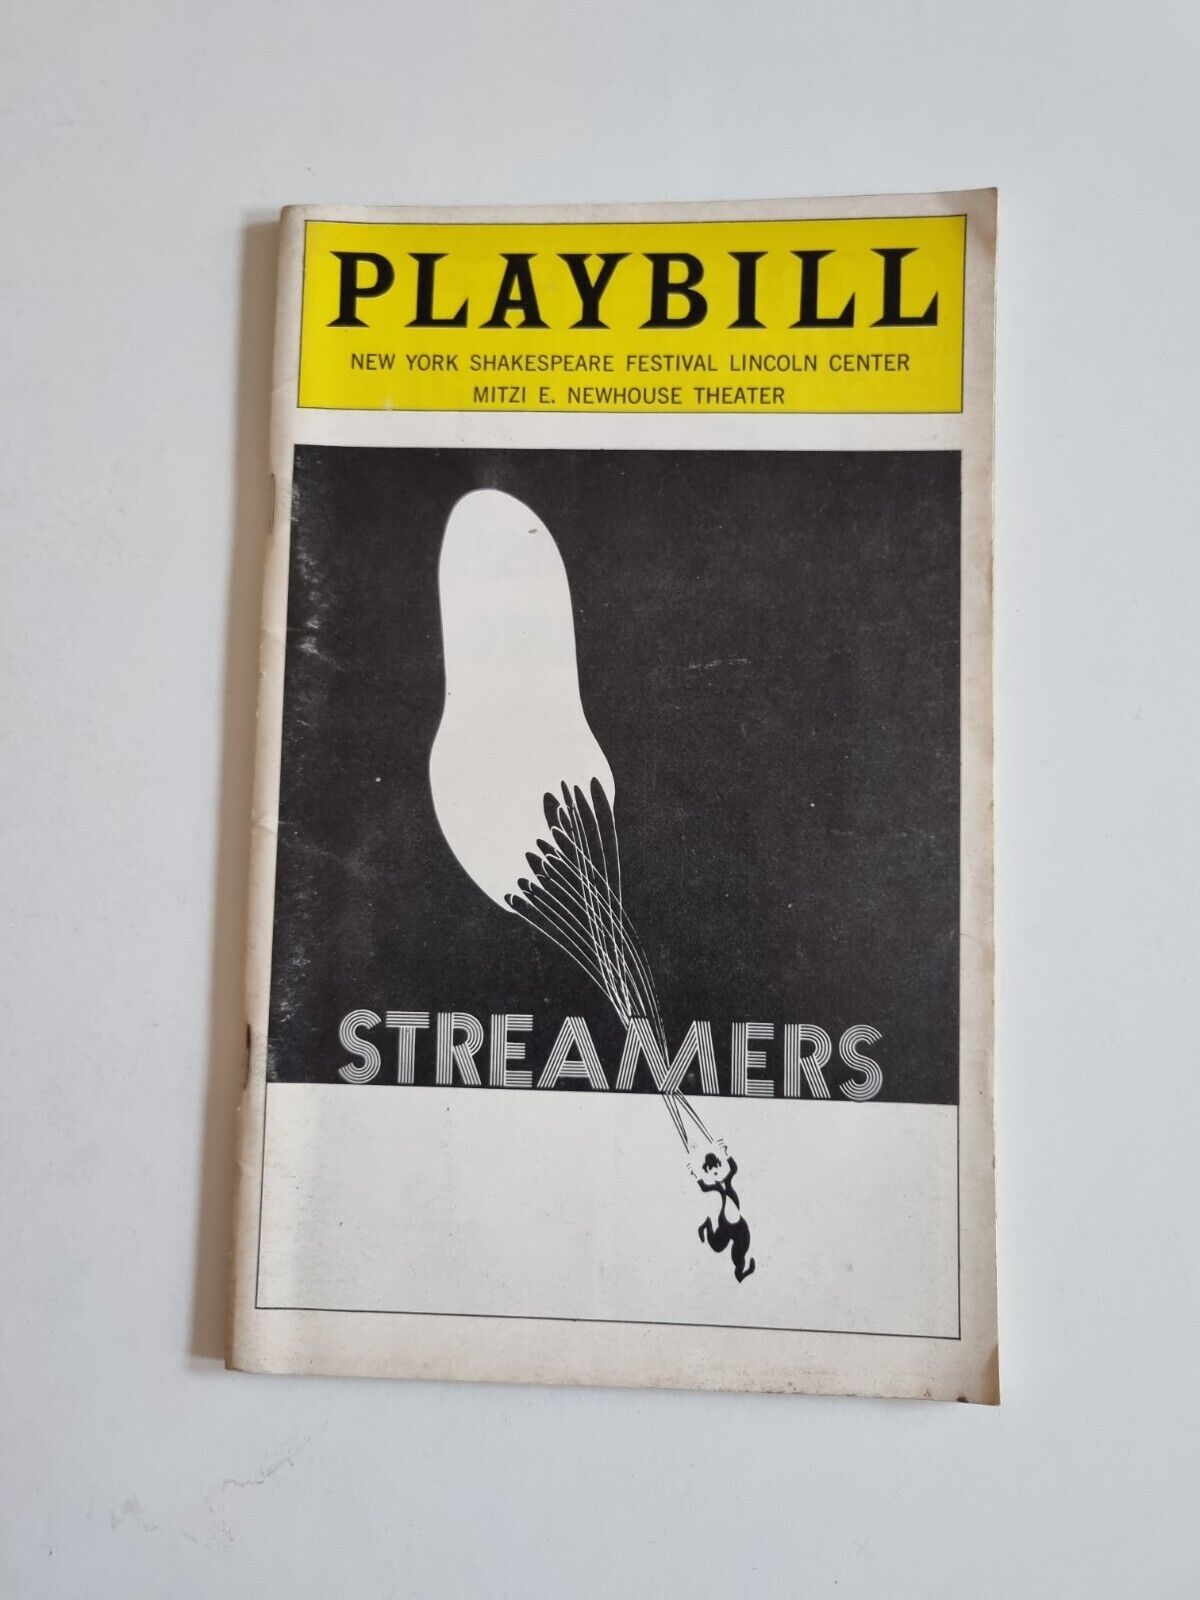 PLAYBILL
NEW YORK SHAKESPEARE FESTIVAL LINCOLN CENTER
MITZI E. NEWHOUSE THEATER
STREAMERS